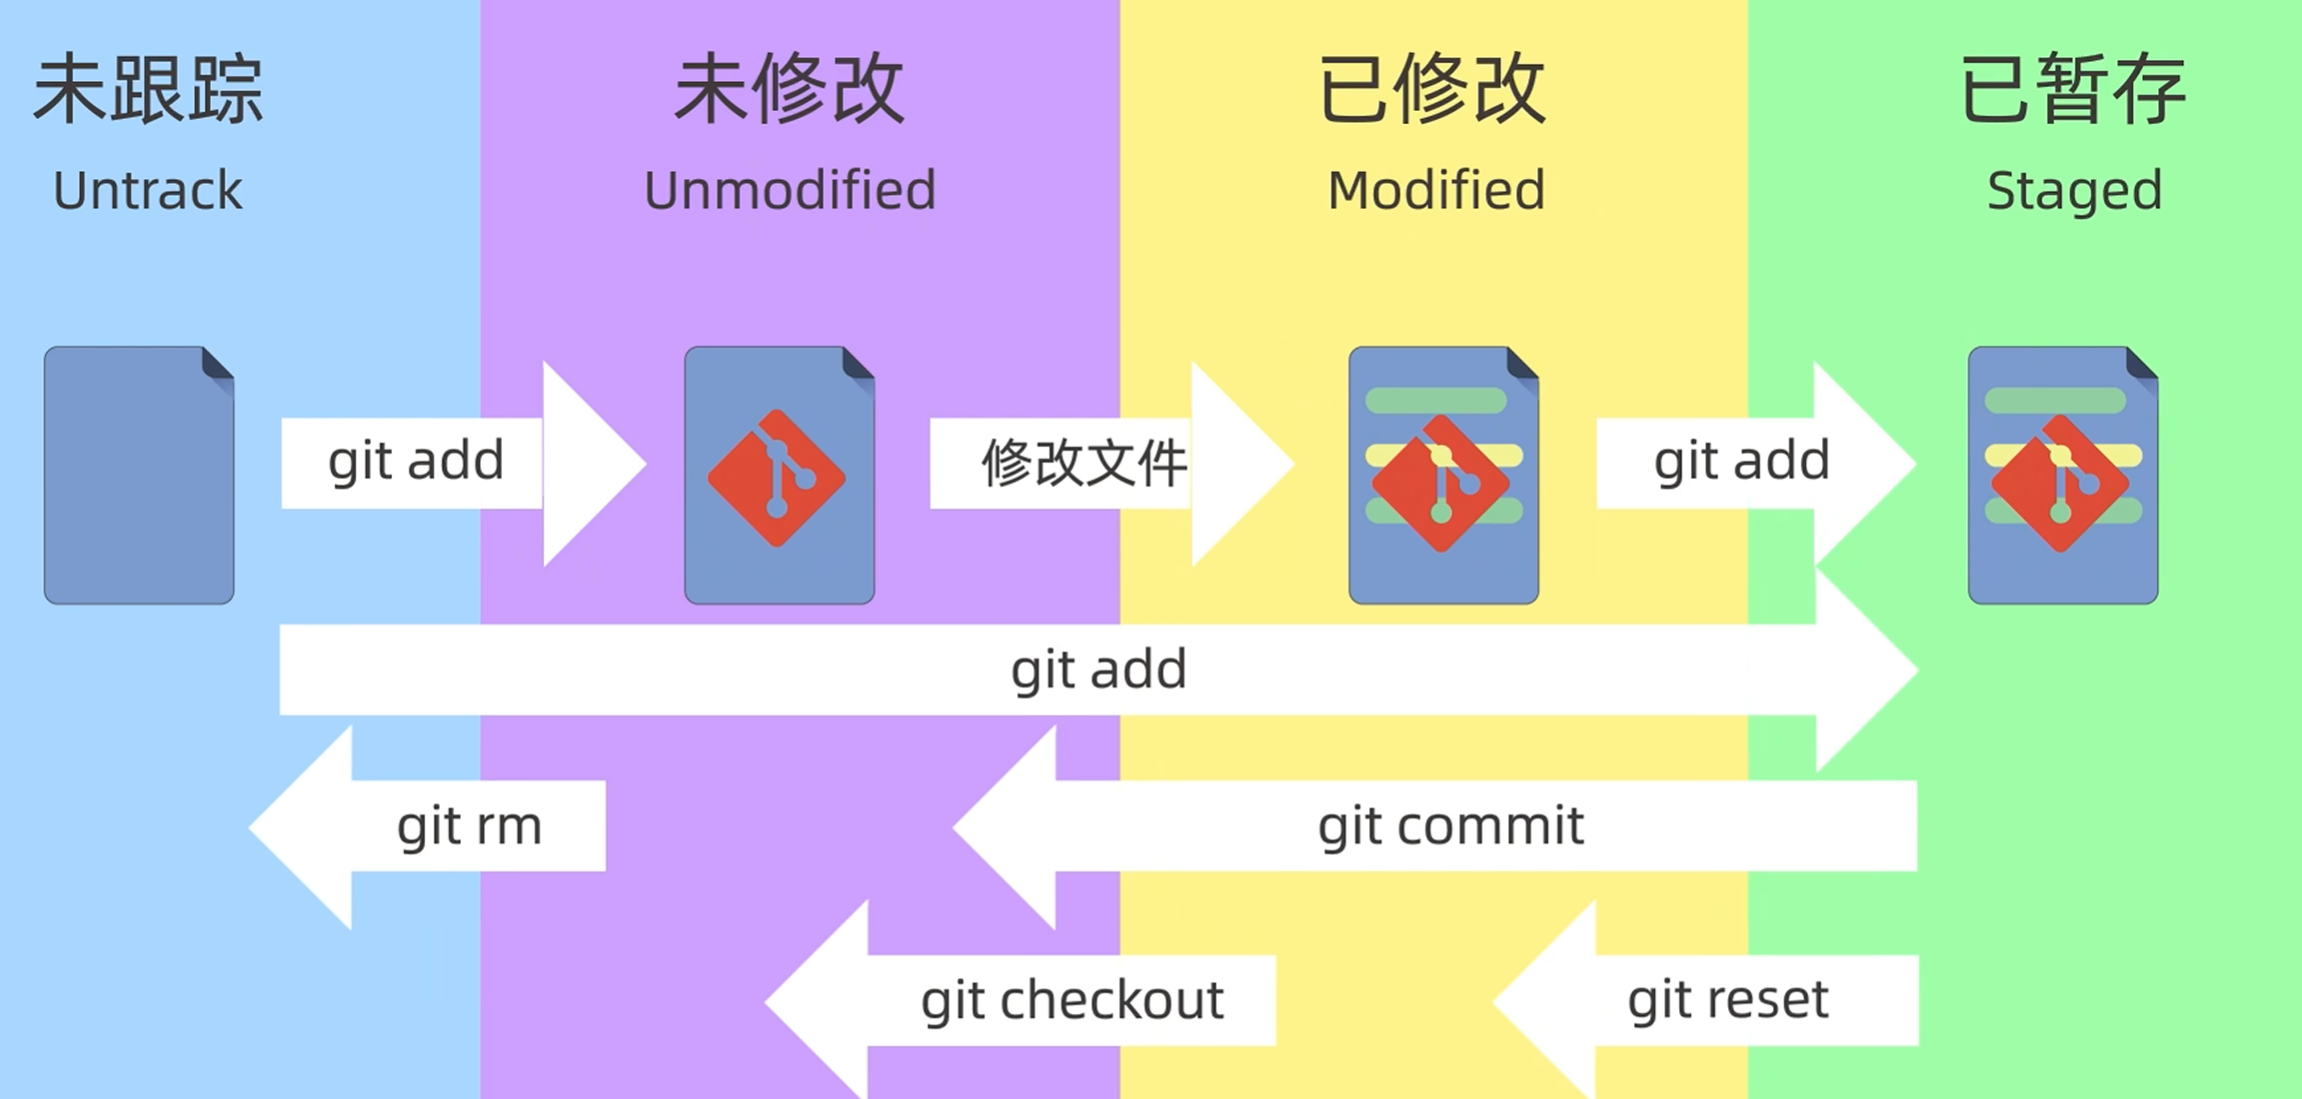 未跟踪
Untrack
未修改
Unmodified
已修改
Modified
已暂存
Staged
git add
修改文件
git add
git add
git rm
git commit
git checkout
git reset